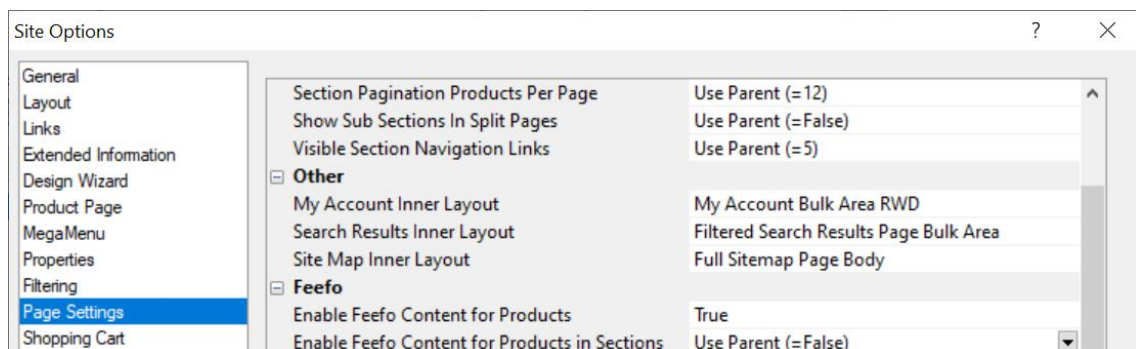 Site Options
General
Layout
Links
Extended Information
Design Wizard
Product Page
MegaMenu
Properties
Filtering
Page Settings
Shopping Cart
Section Pagination Products Per Page Use Parent (=12)
Show Sub Sections In Split Pages Use Parent (=False)
Visible Section Navigation Links Use Parent (=5)
Other
My Account Inner Layout My Account Bulk Area RWD
Search Results Inner Layout Filtered Search Results Page Bulk Area
Site Map Inner Layout Full Sitemap Page Body
Feefo
Enable Feefo Content for Products True
Enable Feefo Content for Products in Sections Use Parent (=False)